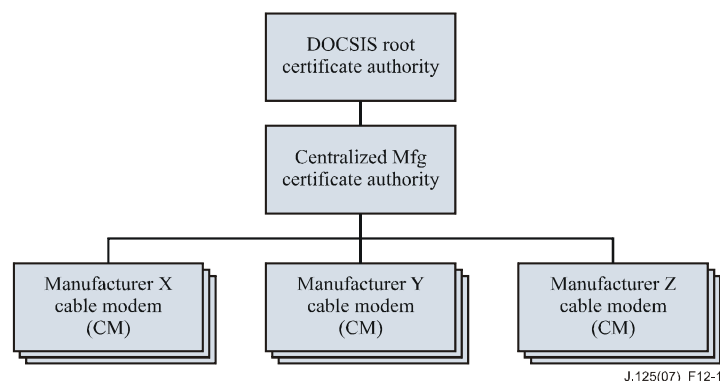 DOCSIS root
certificate authority
Centralized Mfg
certificate authority
Manufacturer X
cable modem
(CM)
Manufacturer Y
cable modem
(CM)
Manufacturer Z
cable modem
(CM)
J.125(07)_F12-1